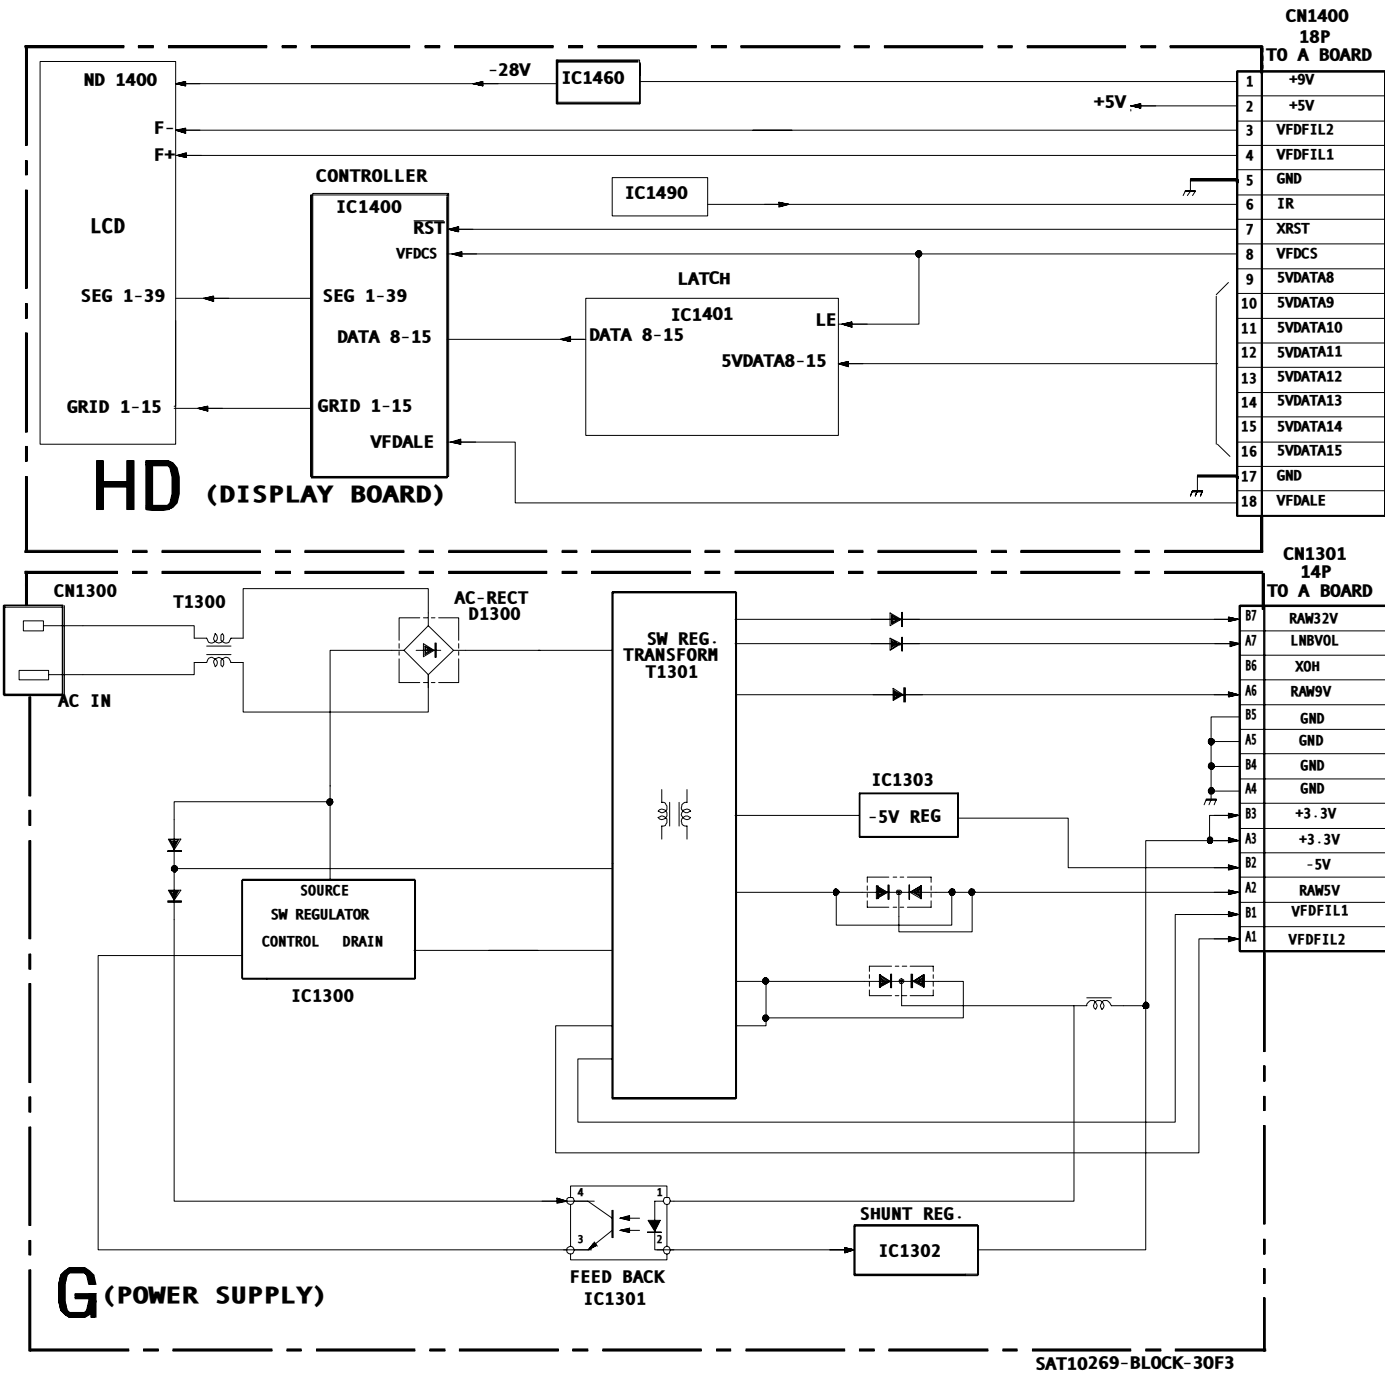 CN1400
18P
TO A BOARD
ND 1400
-28V
IC1460
1 +9V
+5V
2 +5V
F-
3 VFDFIL2
F+
4 VFDFIL1
CONTROLLER
5 GND
IC1490
IC1400
6 IR
LCD
RST
7 XRST
VFDCS
8 VFDCS
LATCH
9 5VDATA8
SEG 1-39
SEG 1-39
10 5VDATA9
IC1401
LE
11 5VDATA10
DATA 8-15
DATA 8-15
12 5VDATA11
5VDATA8-15
13 5VDATA12
GRID 1-15
GRID 1-15
14 5VDATA13
15 5VDATA14
VFDALE
16 5VDATA15
17 GND
HD (DISPLAY BOARD)
18 VFDALE
CN1301
14P
TO A BOARD
CN1300
T1300
AC-RECT
D1300
B7 RAW32V
SW REG.
TRANSFORM
T1301
A7 LNBVOL
B6 XOH
AC IN
A6 RAW9V
B5 GND
A5 GND
B4 GND
IC1303
A4 GND
-5V REG
B3 +3.3V
A3 +3.3V
B2 -5V
SOURCE
A2 RAW5V
SW REGULATOR
B1 VFDFIL1
CONTROL DRAIN
A1 VFDFIL2
IC1300
4
1
3
2
SHUNT REG.
IC1302
FEED BACK
IC1301
G (POWER SUPPLY)
SAT10269-BLOCK-3OF3